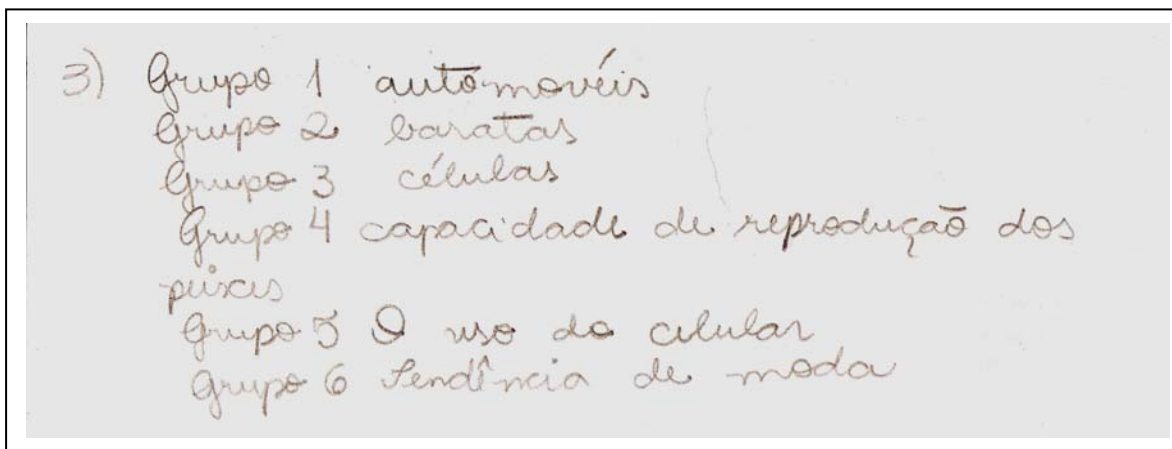 3) Grupo 1 automovéis
Grupo 2 baratas
Grupo 3 células
Grupo 4 capacidade de reprodução dos
peixes
Grupo 5 O uso do celular
Grupo 6 Tendência de moda